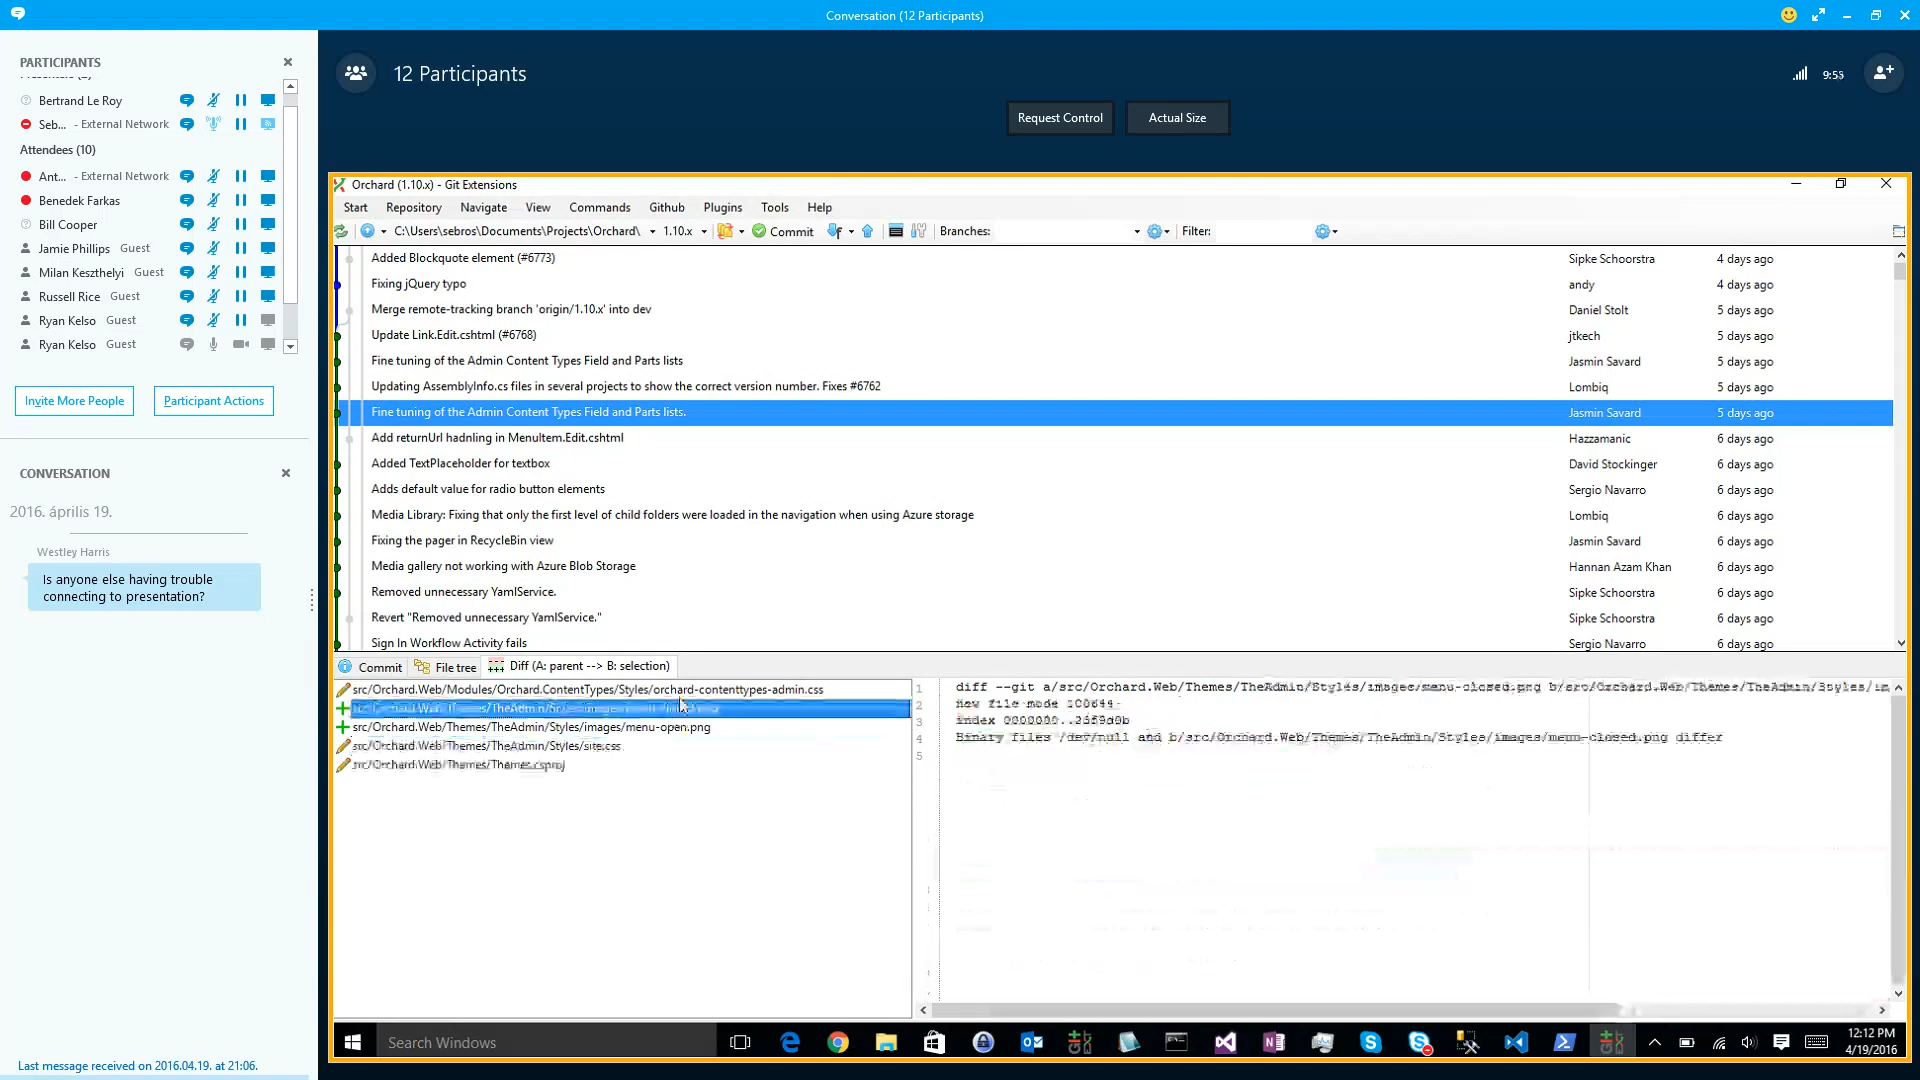 Conversation (12 Participants)
PARTICIPANTS
Bertrand Le Roy
Seb... - External Network
Attendees (10)
Ant... - External Network
Benedek Farkas
Bill Cooper
Jamie Phillips Guest
Milan Keszthelyi Guest
Russell Rice Guest
Ryan Kelso Guest
Ryan Kelso Guest
Invite More People
Participant Actions
CONVERSATION
2016. április 19.
Westley Harris
Is anyone else having trouble
connecting to presentation?
Last message received on 2016.04.19. at 21:06.
12 Participants
Request Control
Actual Size
Orchard (1.10.x) - Git Extensions
Start Repository Navigate View Commands Github Plugins Tools Help
C:\Users\sebros\Documents\Projects\Orchard\ 1.10.x Commit Branches: Filter:
Added Blockquote element (#6773) Sipke Schoorstra 4 days ago
Fixing jQuery typo andy 4 days ago
Merge remote-tracking branch 'origin/1.10.x' into dev Daniel Stolt 5 days ago
Update Link.Edit.cshtml (#6768) jtkech 5 days ago
Fine tuning of the Admin Content Types Field and Parts lists Jasmin Savard 5 days ago
Updating AssemblyInfo.cs files in several projects to show the correct version number. Fixes #6762 Lombiq 5 days ago
Fine tuning of the Admin Content Types Field and Parts lists. Jasmin Savard 5 days ago
Add returnUrl hadnling in MenuItem.Edit.cshtml Hazzamanic 6 days ago
Added TextPlaceholder for textbox David Stockinger 6 days ago
Adds default value for radio button elements Sergio Navarro 6 days ago
Media Library: Fixing that only the first level of child folders were loaded in the navigation when using Azure storage Lombiq 6 days ago
Fixing the pager in RecycleBin view Jasmin Savard 6 days ago
Media gallery not working with Azure Blob Storage Hannan Azam Khan 6 days ago
Removed unnecessary YamlService. Sipke Schoorstra 6 days ago
Revert "Removed unnecessary YamlService." Sipke Schoorstra 6 days ago
Sign In Workflow Activity fails Sergio Navarro 6 days ago
Commit File tree Diff (A: parent --> B: selection)
src/Orchard.Web/Modules/Orchard.ContentTypes/Styles/orchard-contenttypes-admin.css
src/Orchard.Web/Themes/TheAdmin/Styles/images/menu-open.png
src/Orchard.Web/Themes/TheAdmin/Styles/site.css
src/Orchard.Web/Themes/Themes.csproj
1 diff --git a/src/Orchard.Web/Themes/TheAdmin/Styles/images/menu-closed.png b/src/Orchard.Web/Themes/TheAdmin/Styles/im
2 new file mode 100644
3 index
4 Binary files /dev/null and b/src/Orchard.Web/Themes/TheAdmin/Styles/images/menu-closed.png differ
5
Search Windows
12:12 PM
4/19/2016